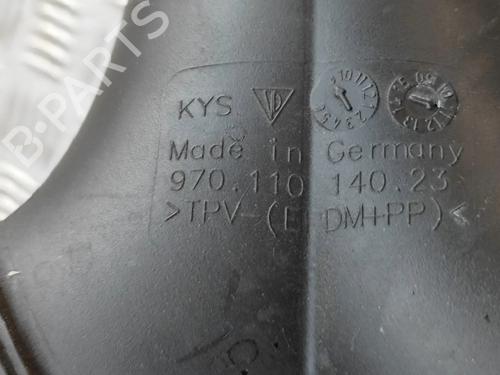 KYS
Made in Germany
970.110 140.23
>TPV-(E DM+PP)<
B-PARTS